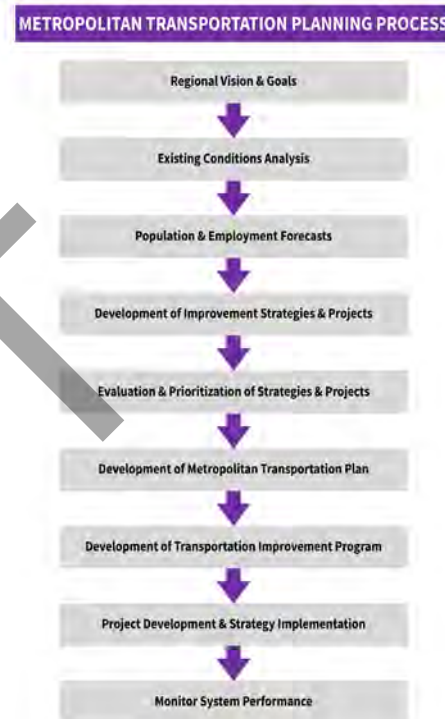 METROPOLITAN TRANSPORTATION PLANNING PROCESS
Regional Vision & Goals
Existing Conditions Analysis
Population & Employment Forecasts
Development of Improvement Strategies & Projects
Evaluation & Prioritization of Strategies & Projects
Development of Metropolitan Transportation Plan
Development of Transportation Improvement Program
Project Development & Strategy Implementation
Monitor System Performance